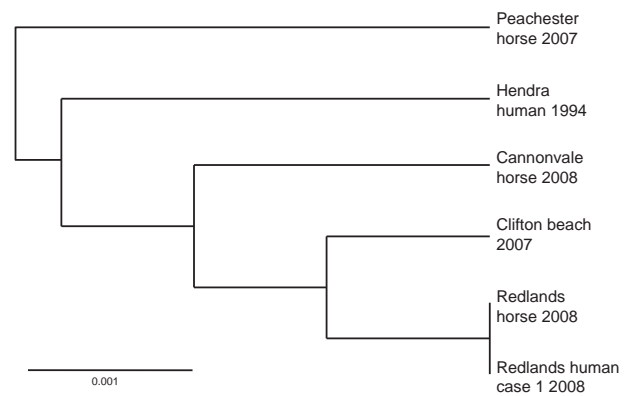 Peachester
horse 2007
Hendra
human 1994
Cannonvale
horse 2008
Clifton beach
2007
Redlands
horse 2008
Redlands human
case 1 2008
0.001